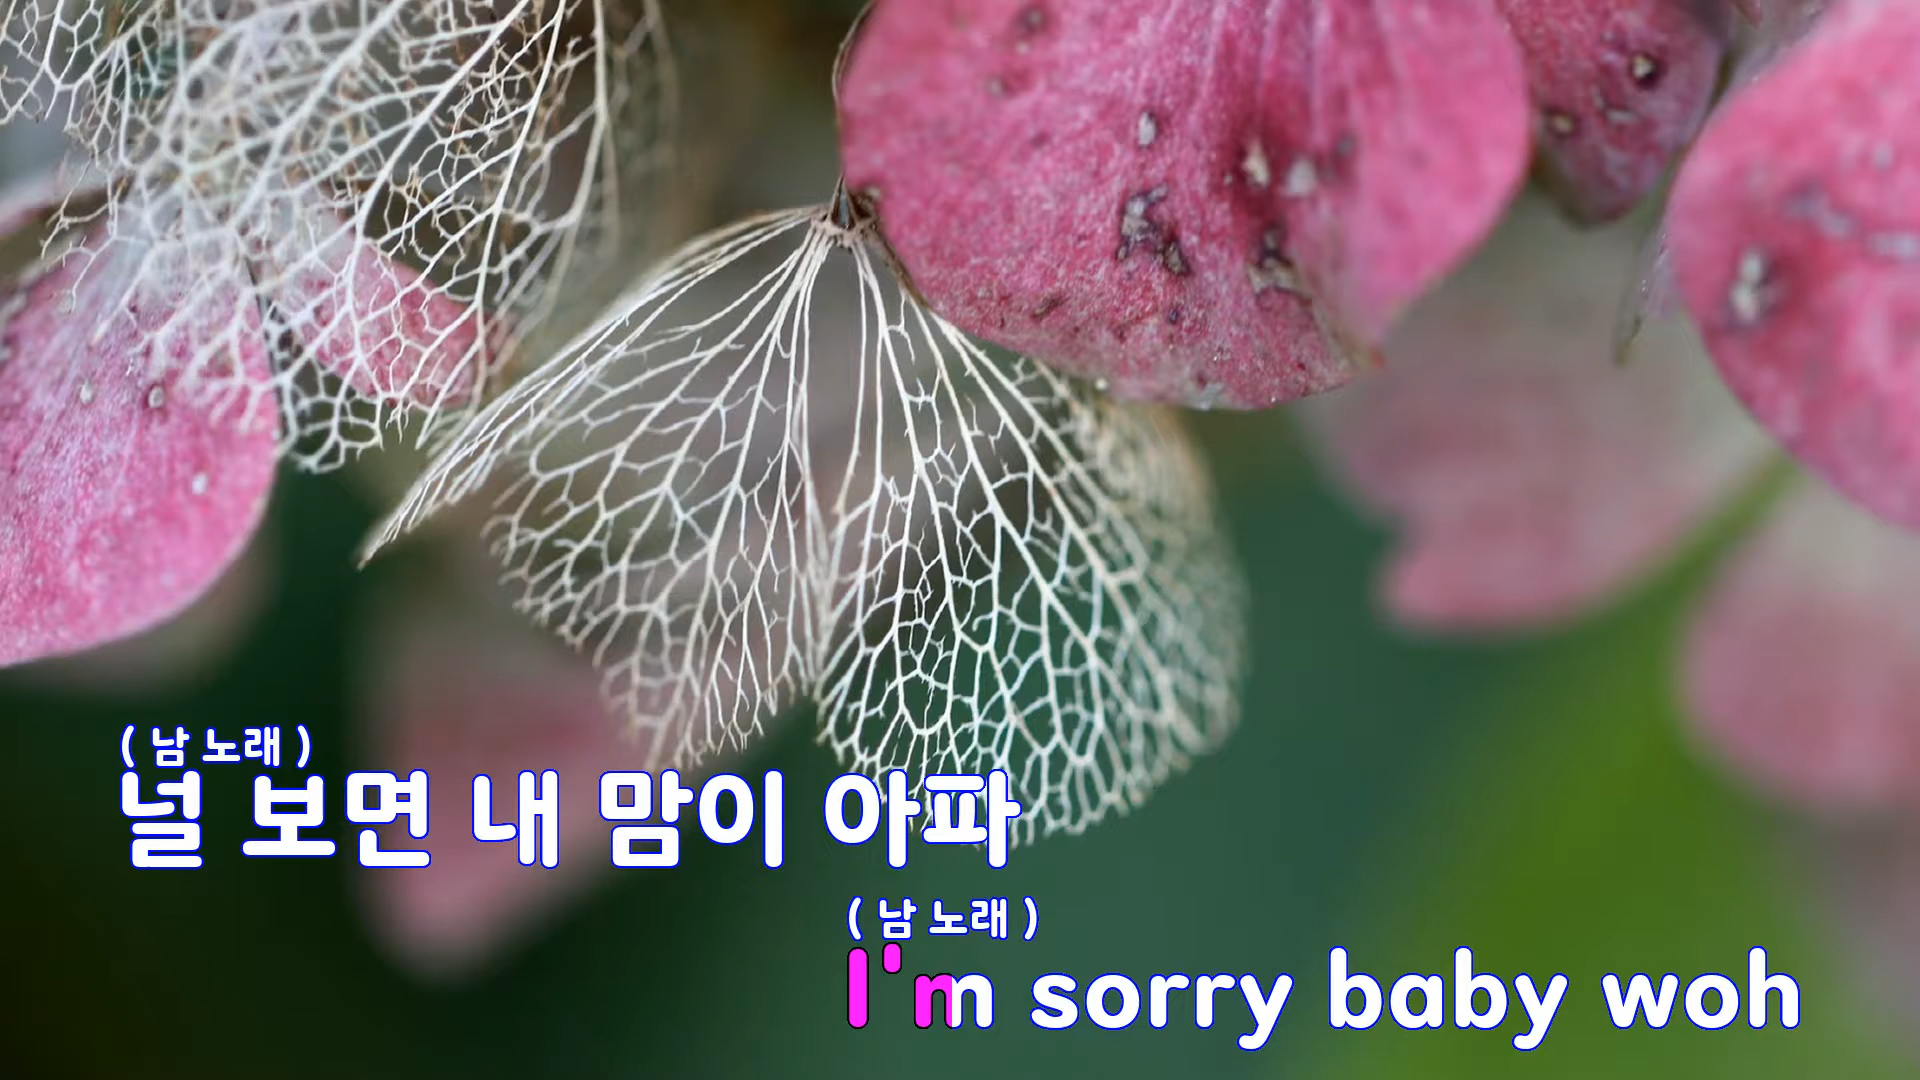 ( 남 노래 )
널 보면 내 맘이 아파
( 남 노래 )
I'm sorry baby woh